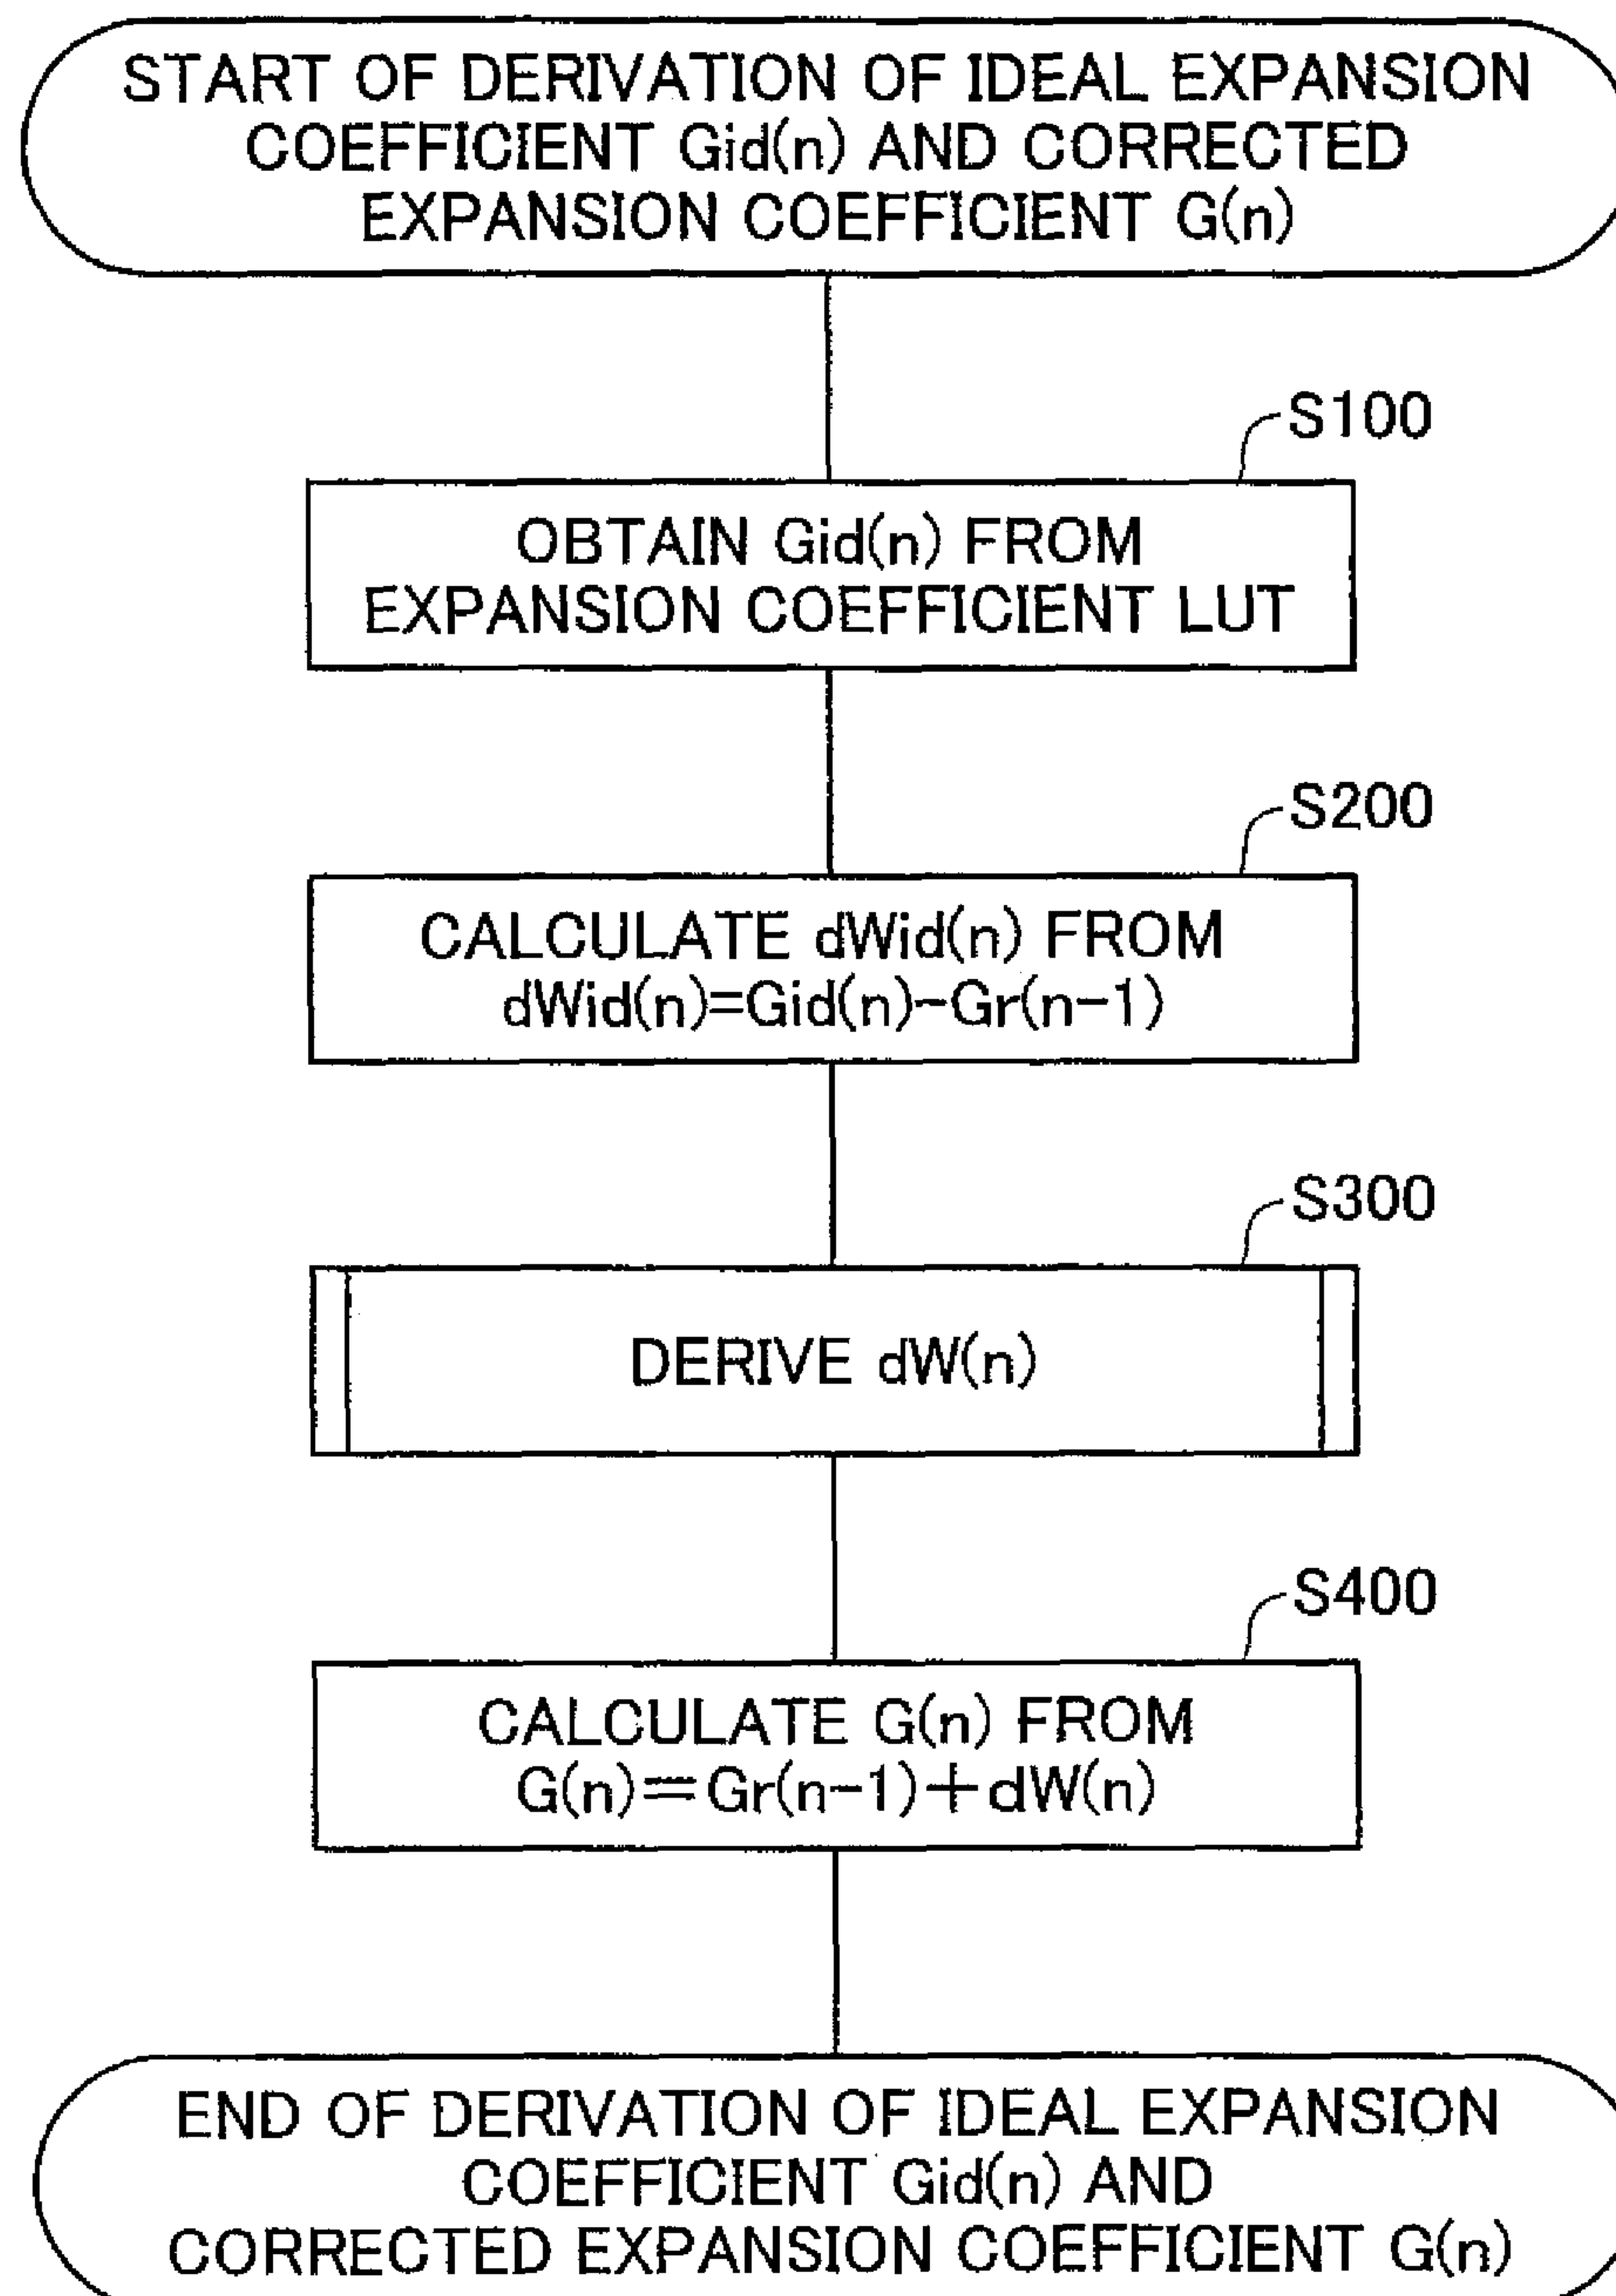 START OF DERIVATION OF IDEAL EXPANSION
COEFFICIENT Gid(n) AND CORRECTED
EXPANSION COEFFICIENT G(n)
S100
OBTAIN Gid(n) FROM
EXPANSION COEFFICIENT LUT
S200
CALCULATE dWid(n) FROM
dWid(n)=Gid(n)-Gr(n-1)
S300
DERIVE dW(n)
S400
CALCULATE G(n) FROM
G(n)=Gr(n-1)+dW(n)
END OF DERIVATION OF IDEAL EXPANSION
COEFFICIENT Gid(n) AND
CORRECTED EXPANSION COEFFICIENT G(n)